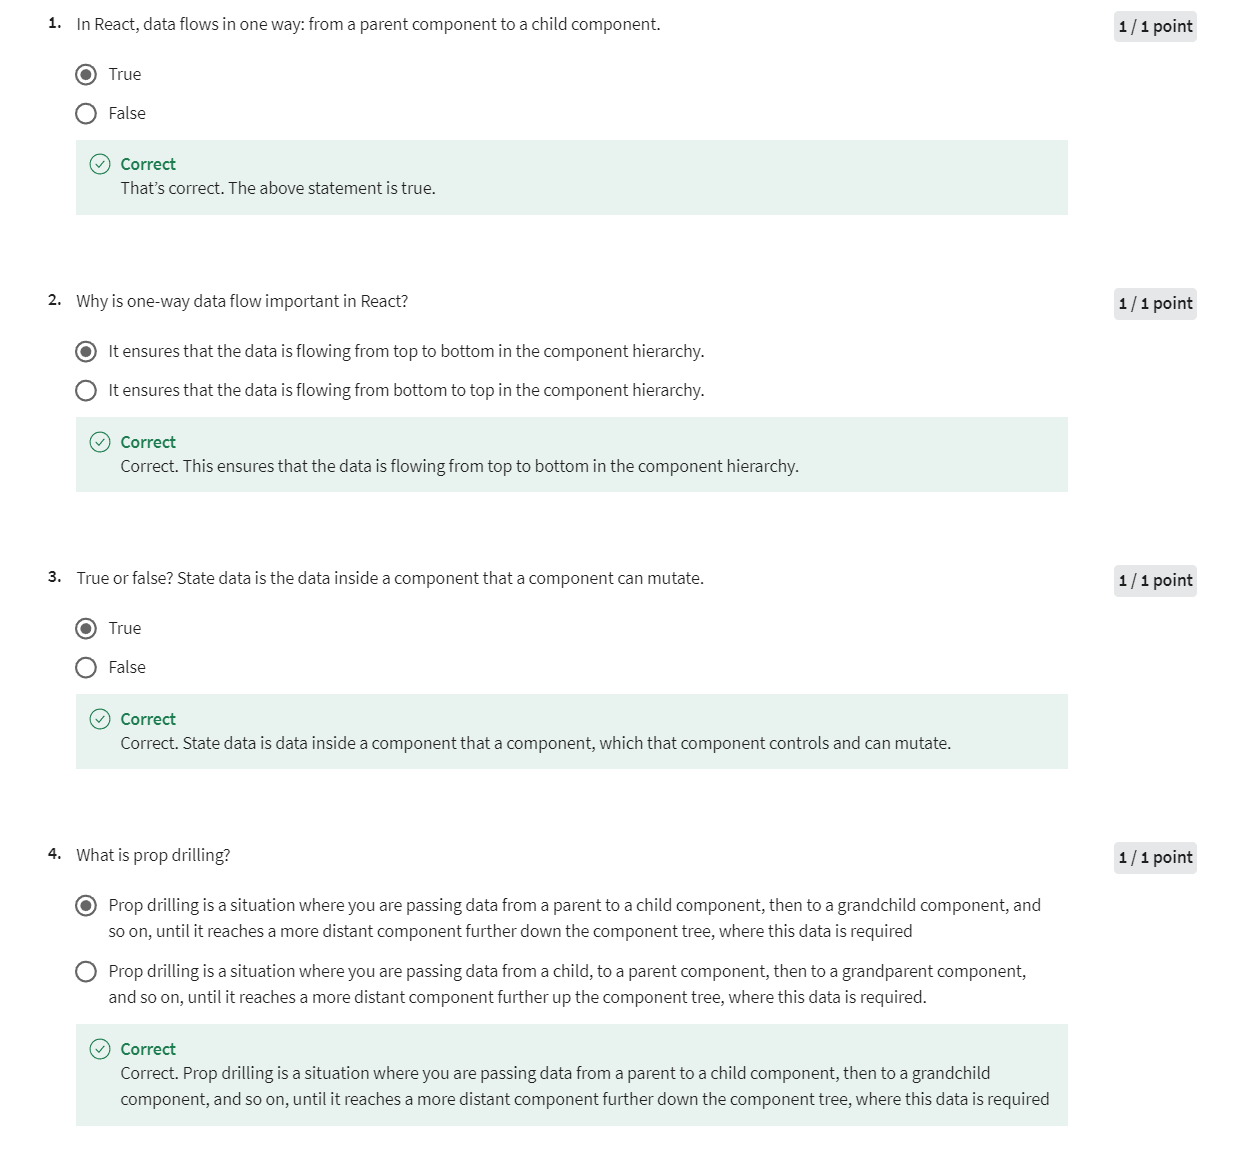 1. In React, data flows in one way: from a parent component to a child component.
1 / 1 point
True
False
Correct
That’s correct. The above statement is true.
2. Why is one-way data flow important in React?
1 / 1 point
It ensures that the data is flowing from top to bottom in the component hierarchy.
It ensures that the data is flowing from bottom to top in the component hierarchy.
Correct
Correct. This ensures that the data is flowing from top to bottom in the component hierarchy.
3. True or false? State data is the data inside a component that a component can mutate.
1 / 1 point
True
False
Correct
Correct. State data is data inside a component that a component, which that component controls and can mutate.
4. What is prop drilling?
1 / 1 point
Prop drilling is a situation where you are passing data from a parent to a child component, then to a grandchild component, and
so on, until it reaches a more distant component further down the component tree, where this data is required
Prop drilling is a situation where you are passing data from a child, to a parent component, then to a grandparent component,
and so on, until it reaches a more distant component further up the component tree, where this data is required.
Correct
Correct. Prop drilling is a situation where you are passing data from a parent to a child component, then to a grandchild
component, and so on, until it reaches a more distant component further down the component tree, where this data is required